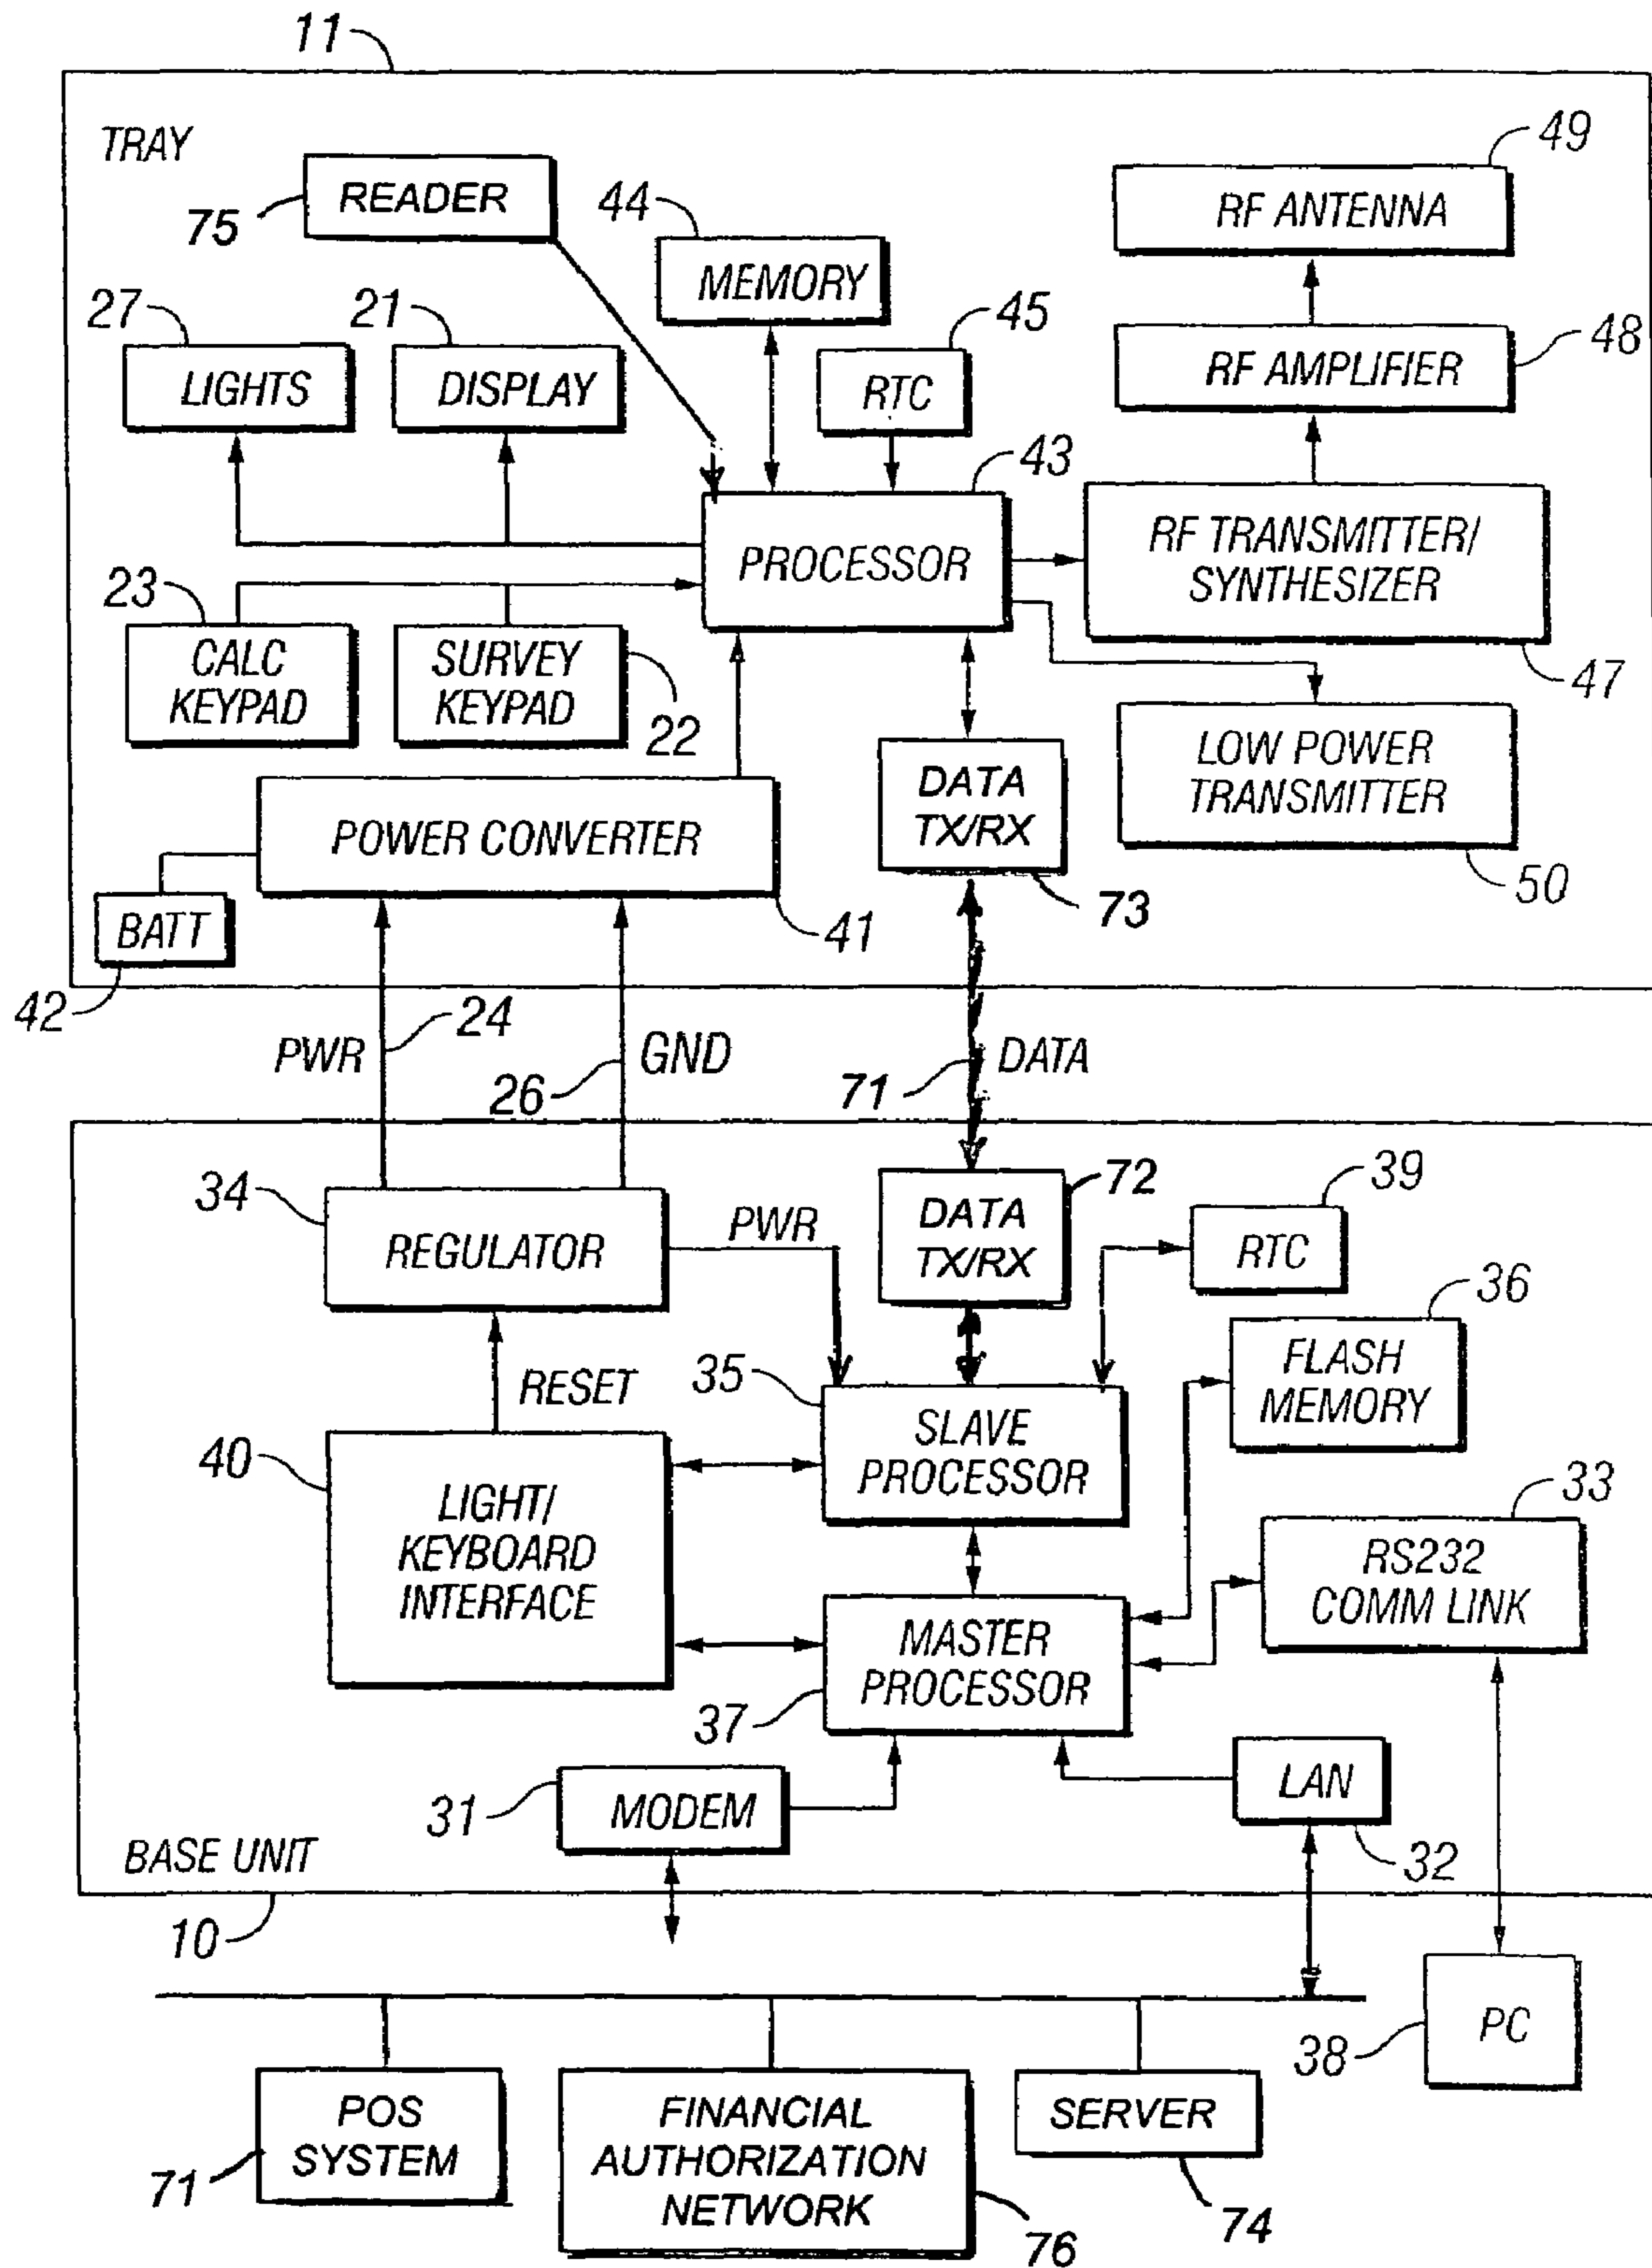 11
TRAY
READER
75
44
MEMORY
49
RF ANTENNA
27
LIGHTS
21
DISPLAY
45
RTC
RF AMPLIFIER
48
43
PROCESSOR
RF TRANSMITTER/
SYNTHESIZER
47
23
CALC
KEYPAD
SURVEY
KEYPAD
22
LOW POWER
TRANSMITTER
50
DATA
TX/RX
73
POWER CONVERTER
41
BATT
42
PWR
24
26
GND
71
DATA
34
REGULATOR
PWR
DATA
TX/RX
72
39
RTC
36
FLASH
MEMORY
RESET
35
SLAVE
PROCESSOR
40
LIGHT/
KEYBOARD
INTERFACE
33
RS232
COMM LINK
MASTER
PROCESSOR
37
31
MODEM
LAN
32
BASE UNIT
10
PC
38
POS
SYSTEM
71
FINANCIAL
AUTHORIZATION
NETWORK
76
SERVER
74